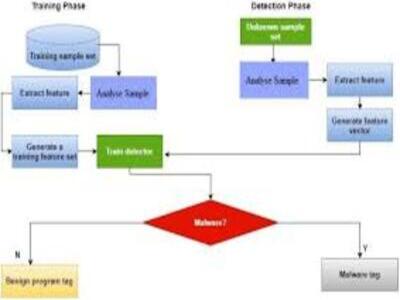 Training Phase
Detection Phase
Training sample set
Unknown sample
set
Analyse Sample
Analyse Sample
Extract feature
Extract feature
Generate feature
vector
Generate a
training feature set
Train detector
Malware?
N
Y
Benign program tag
Malware tag